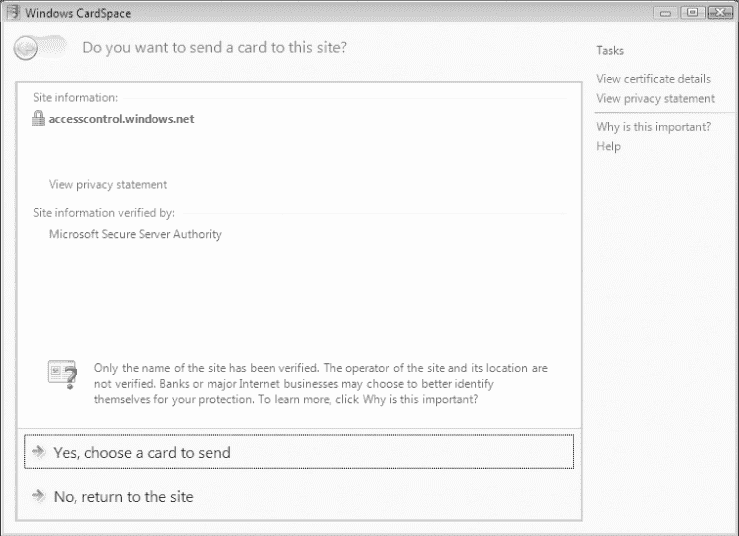 Windows CardSpace
Do you want to send a card to this site?
Site information:
accesscontrol.windows.net
View privacy statement
Site information verified by:
Microsoft Secure Server Authority
Only the name of the site has been verified. The operator of the site and its location are
not verified. Banks or major Internet businesses may choose to better identify
themselves for your protection. To learn more, click Why is this important?
Yes, choose a card to send
No, return to the site
Tasks
View certificate details
View privacy statement
Why is this important?
Help